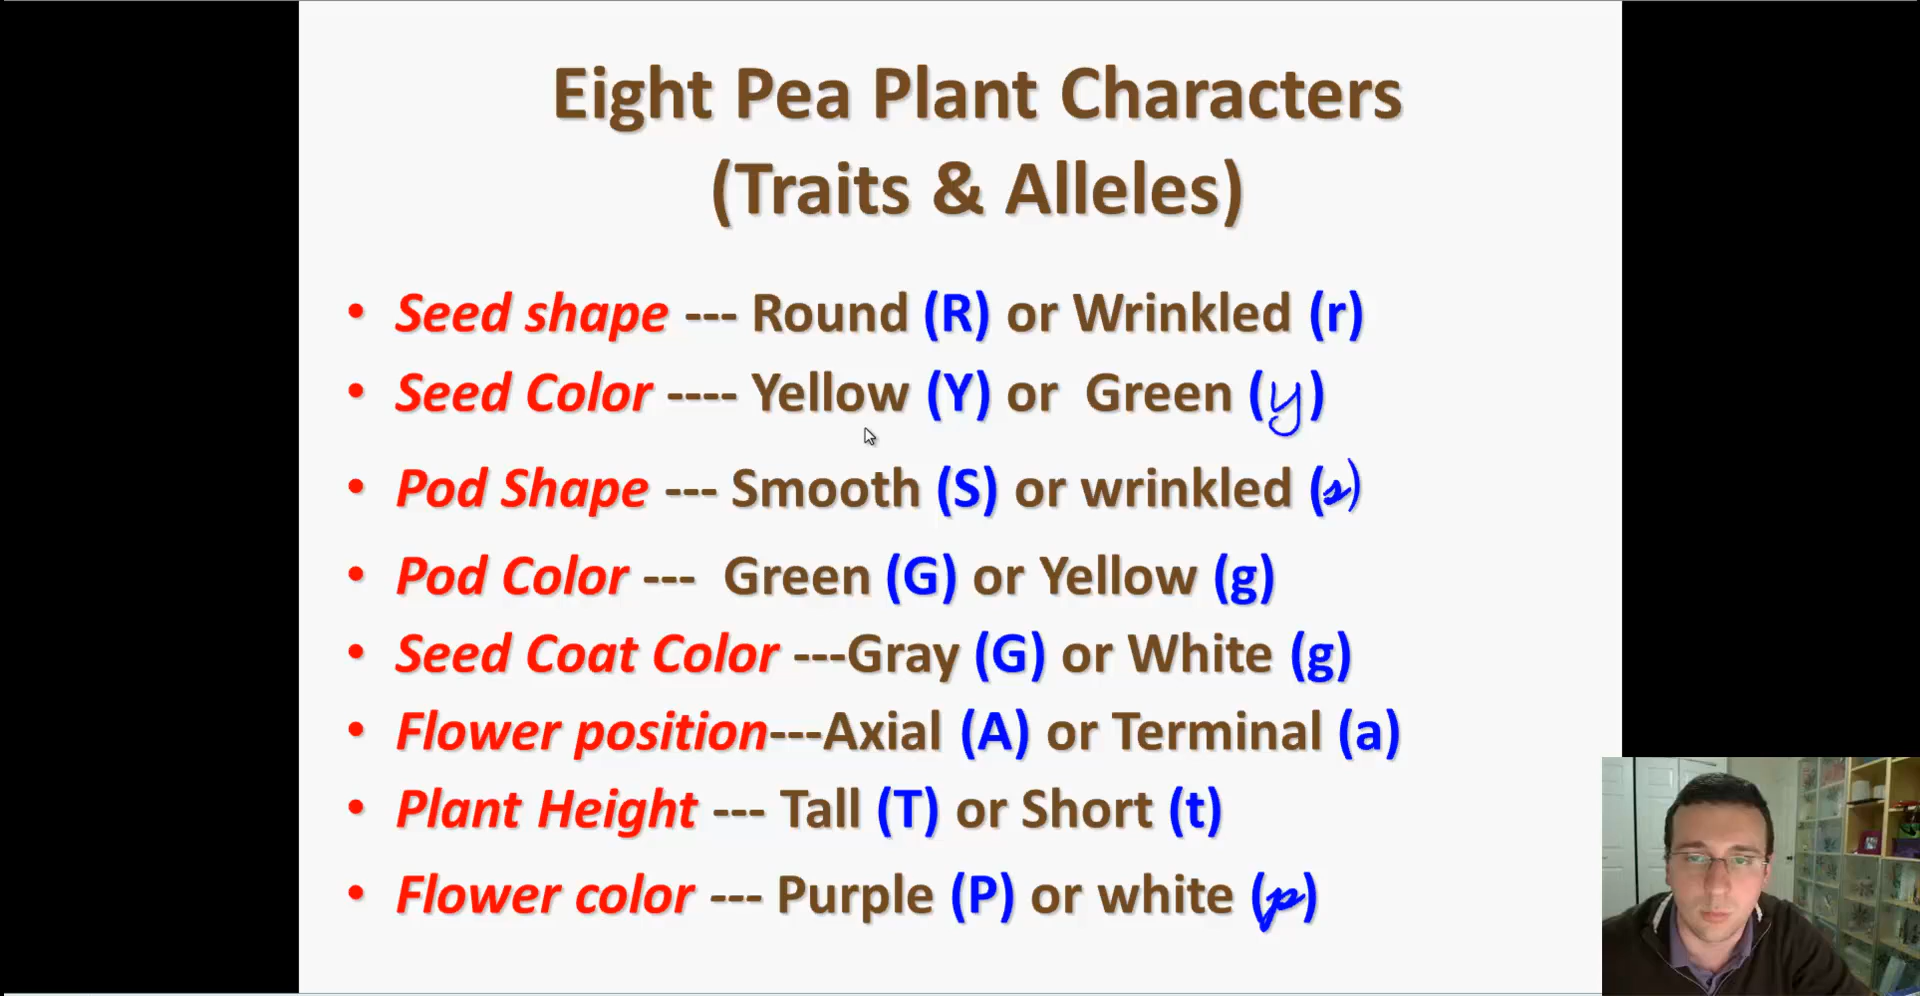 Eight Pea Plant Characters
(Traits & Alleles)
• Seed shape --- Round (R) or Wrinkled (r)
• Seed Color ---- Yellow (Y) or Green (y)
• Pod Shape --- Smooth (S) or wrinkled (s)
• Pod Color --- Green (G) or Yellow (g)
• Seed Coat Color ---Gray (G) or White (g)
• Flower position---Axial (A) or Terminal (a)
• Plant Height --- Tall (T) or Short (t)
• Flower color --- Purple (P) or white (p)